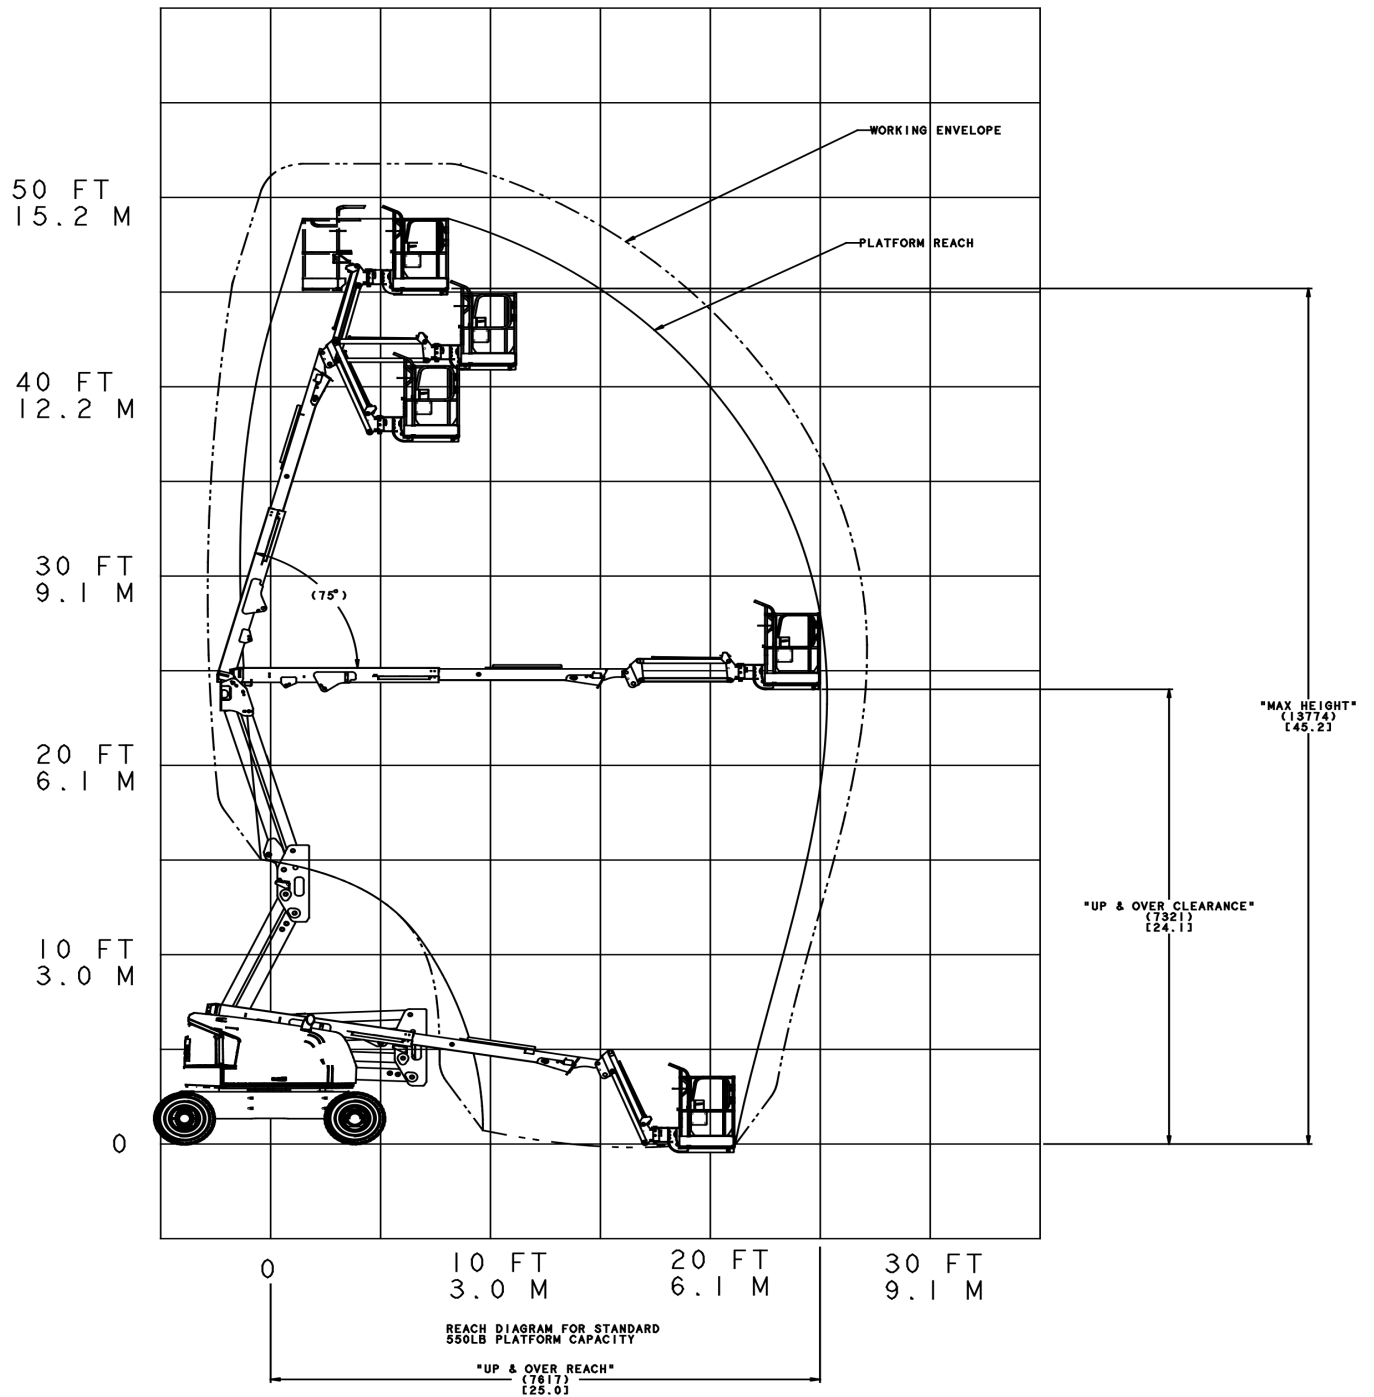 WORKING ENVELOPE
50 FT
15.2 M
PLATFORM REACH
40 FT
12.2 M
30 FT
9.1 M
(75°)
"MAX HEIGHT"
(13774)
[45.2]
20 FT
6.1 M
"UP & OVER CLEARANCE"
(7321)
[24.1]
10 FT
3.0 M
0
0
10 FT
3.0 M
20 FT
6.1 M
30 FT
9.1 M
REACH DIAGRAM FOR STANDARD
550LB PLATFORM CAPACITY
"UP & OVER REACH"
(7617)
[25.0]